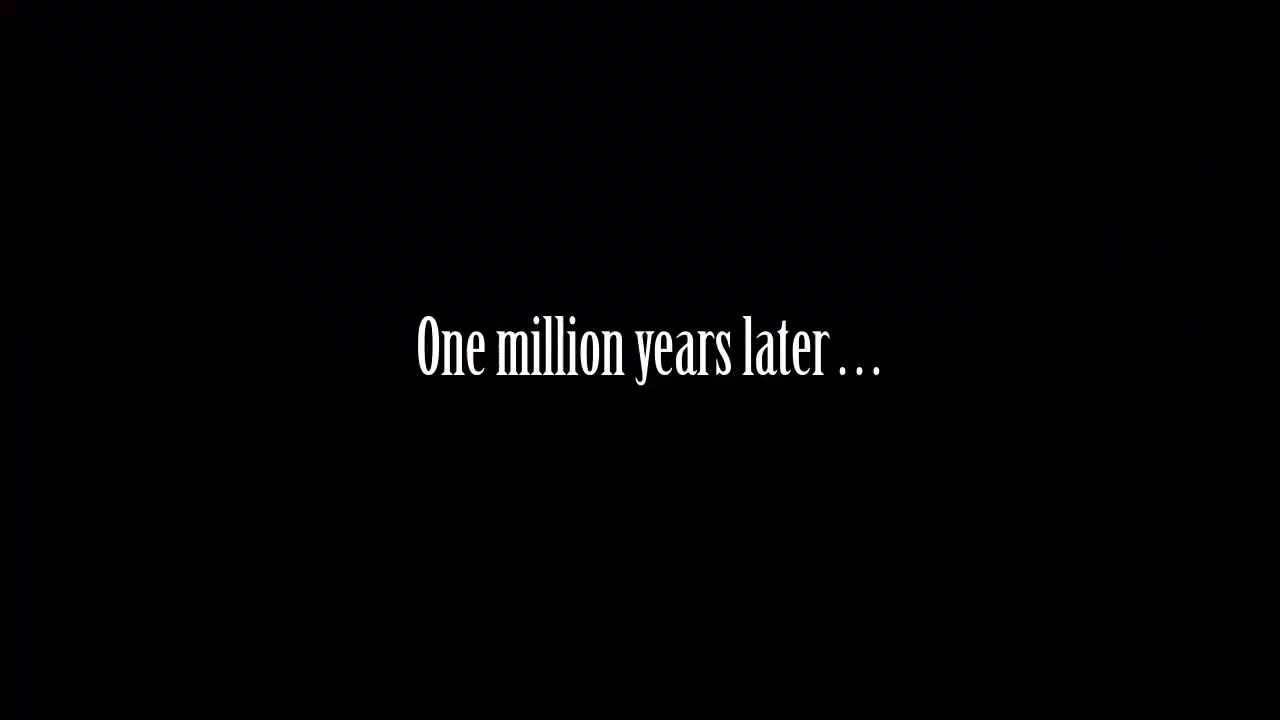 One million years later . . .